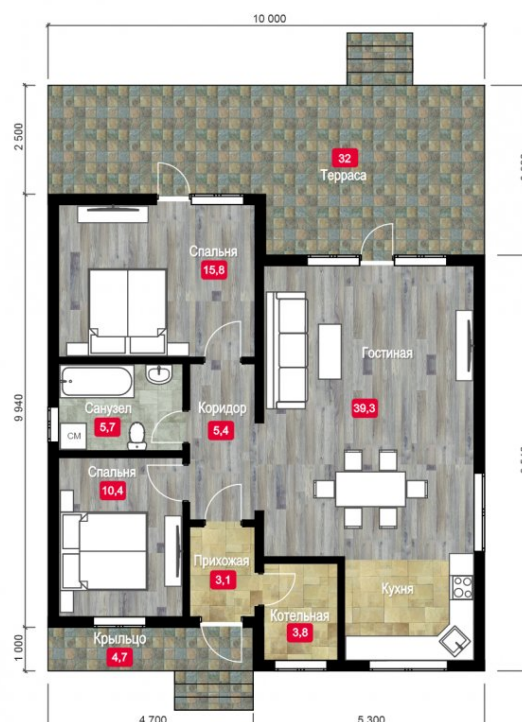 10 000
2 500
32
Терраса
Спальня
15,8
Гостиная
39,3
Санузел
5,7
СМ
Коридор
5,4
9 940
Спальня
10,4
Прихожая
3,1
Кухня
Котельная
3,8
1 000
Крыльцо
4,7
4 700
5 300